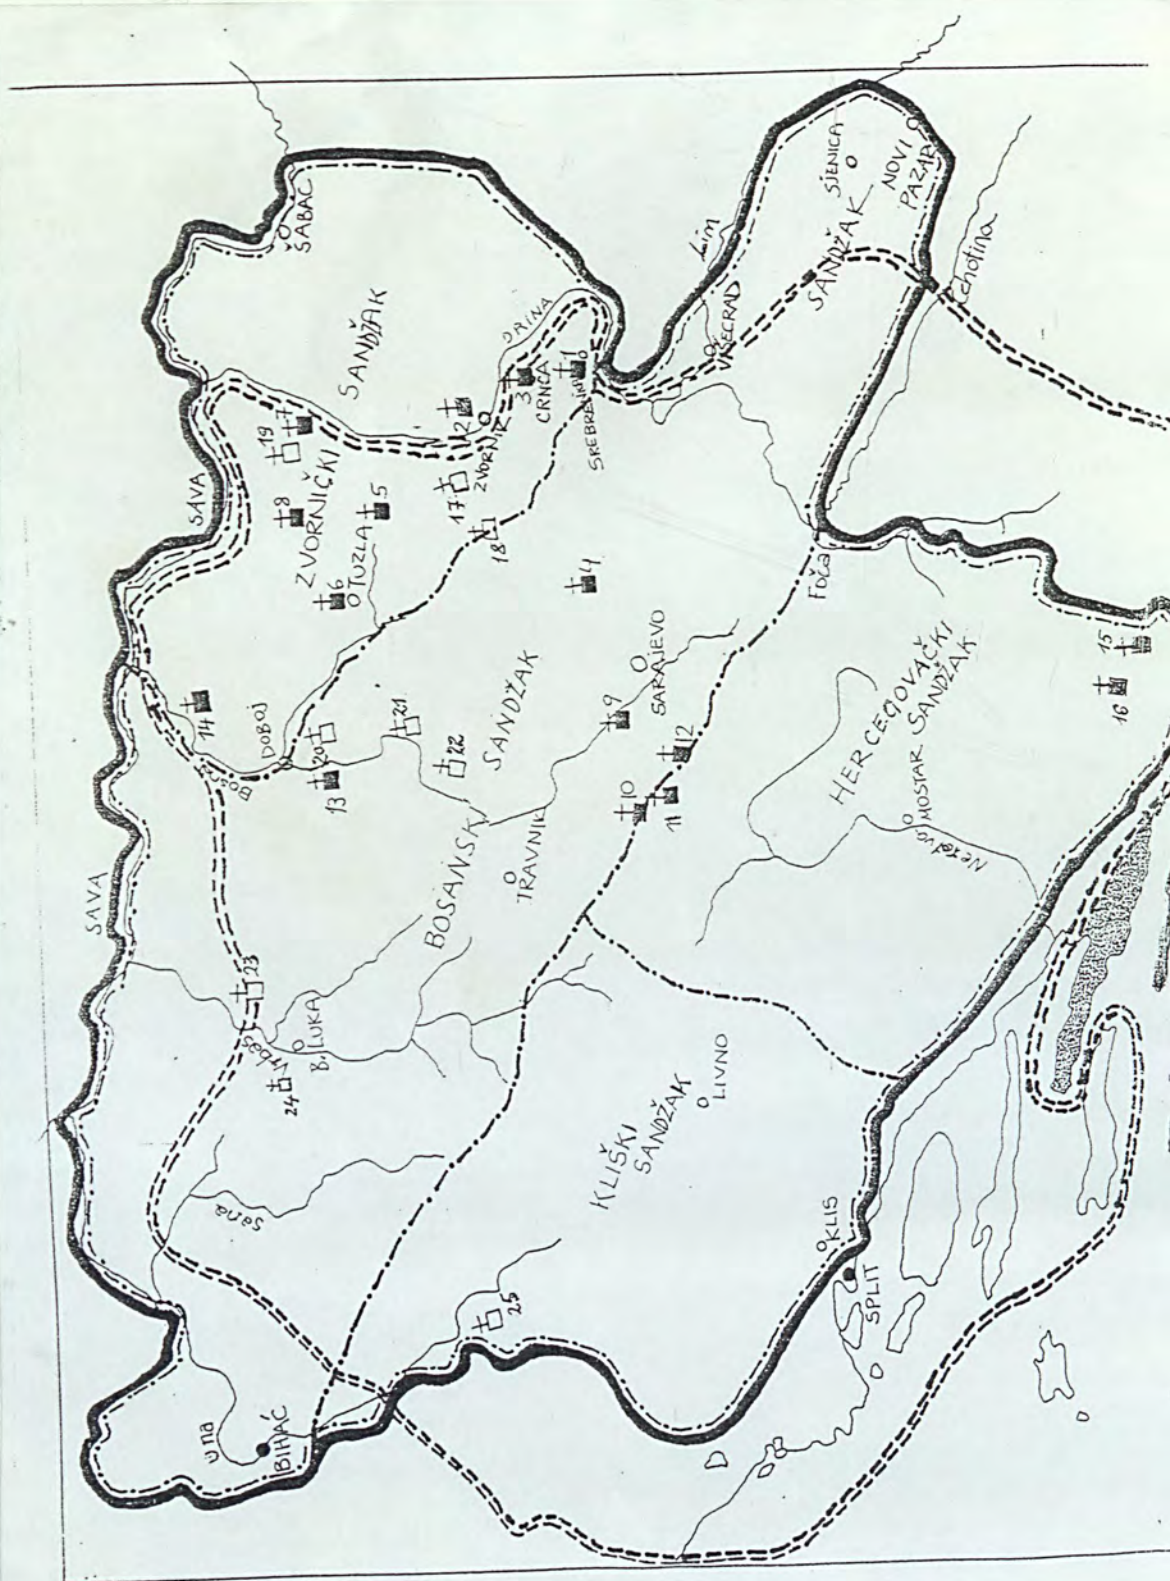 SAVA
SAVA
ŠABAC
SANDŽAK
DRINA
Lim
SJENICA
NOVI
PAZAR
SANDŽAK
Čehotina
VIŠEGRAD
1
SREBRENICA
3
CRNCA
2
ZVORNIK
17
18
7
19
8
ZVORNIČKI
5
6
TUZLA
4
Foča
14
DOBOJ
Bosna
20
13
21
22
SANDŽAK
BOSANSKI
TRAVNIK
SARAJEVO
9
10
11
12
HERCEGOVAČKI
SANDŽAK
MOSTAR
Neretva
15
16
23
Vrbas
B. LUKA
24
Sana
KLIŠKI
SANDŽAK
LIVNO
KLIS
SPLIT
25
Una
BIHAĆ